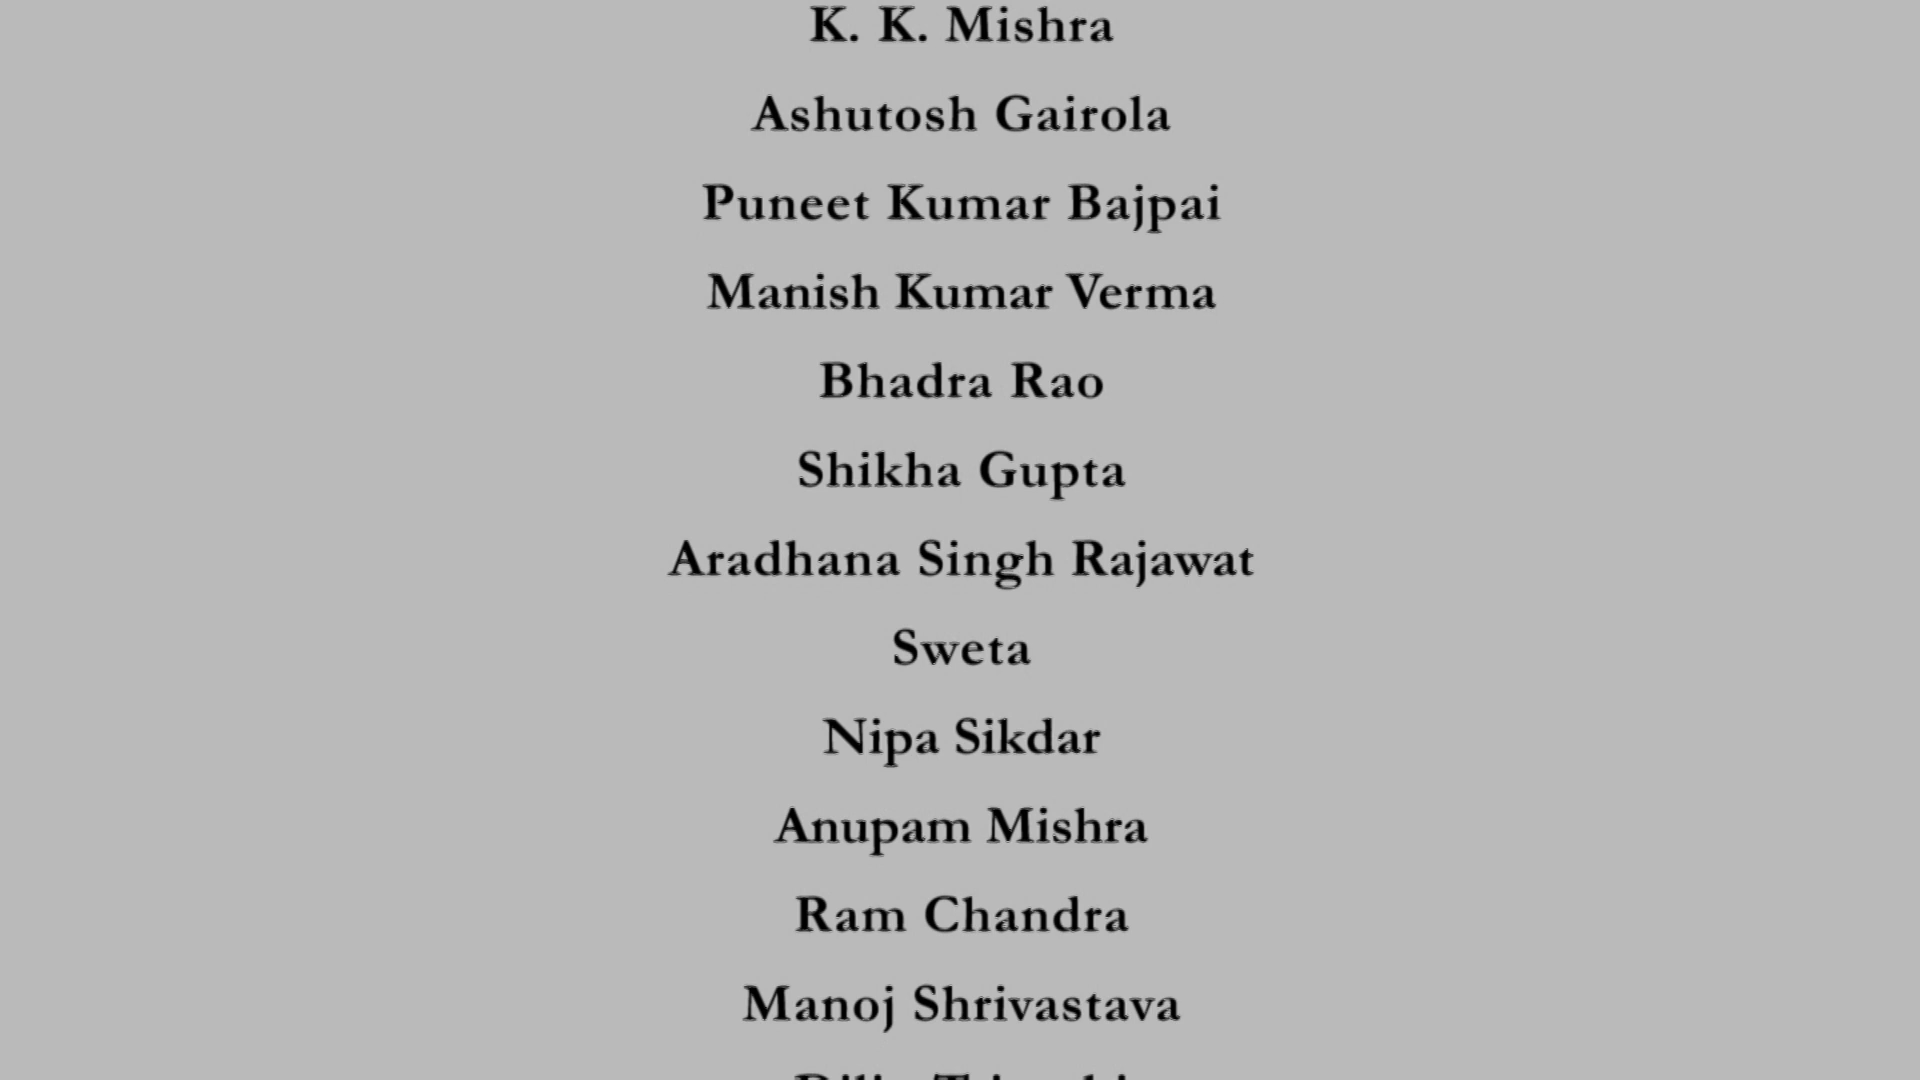 K. K. Mishra
Ashutosh Gairola
Puneet Kumar Bajpai
Manish Kumar Verma
Bhadra Rao
Shikha Gupta
Aradhana Singh Rajawat
Sweta
Nipa Sikdar
Anupam Mishra
Ram Chandra
Manoj Shrivastava